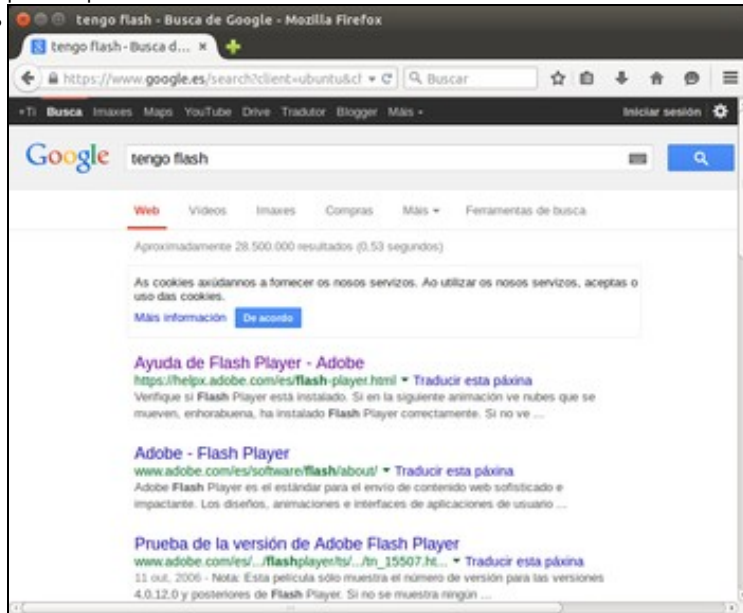 tengo flash - Busca de Google - Mozilla Firefox
tengo flash - Busca d... ×
https://www.google.es/search?client=ubuntu&cl Buscar
+Ti Busca Imaxes Maps YouTube Drive Tradutor Blogger Máis Iniciar sesión
Google tengo flash
Web Vídeos Imaxes Compras Máis Ferramentas de busca
Aproximadamente 28.500.000 resultados (0,53 segundos)
As cookies axúdannos a fornecer os nosos servizos. Ao utilizar os nosos servizos, aceptas o
uso das cookies.
Máis información De acordo
Ayuda de Flash Player - Adobe
https://helpx.adobe.com/es/flash-player.html Traducir esta páxina
Verifique si Flash Player está instalado. Si en la siguiente animación ve nubes que se
mueven, enhorabuena, ha instalado Flash Player correctamente. Si no ve ...
Adobe - Flash Player
www.adobe.com/es/software/flash/about/ Traducir esta páxina
Adobe Flash Player es el estándar para el envío de contenido web sofisticado e
impactante. Los diseños, animaciones e interfaces de aplicaciones de usuario ...
Prueba de la versión de Adobe Flash Player
www.adobe.com/es/.../flashplayer/ts/.../tn_15507.ht... Traducir esta páxina
11 out. 2006 - Nota: Esta película sólo muestra el número de versión para las versiones
4.0.12.0 y posteriores de Flash Player. Si no se muestra ningún ...